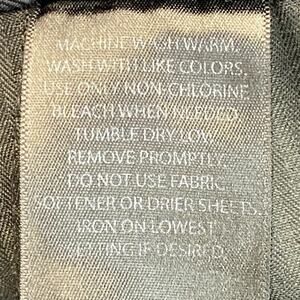 MACHINE WASH WARM.
WASH WITH LIKE COLORS.
USE ONLY NON-CHLORINE
BLEACH WHEN NEEDED.
TUMBLE DRY LOW.
REMOVE PROMPTLY.
DO NOT USE FABRIC
SOFTENER OR DRIER SHEETS.
IRON ON LOWEST
SETTING IF DESIRED.